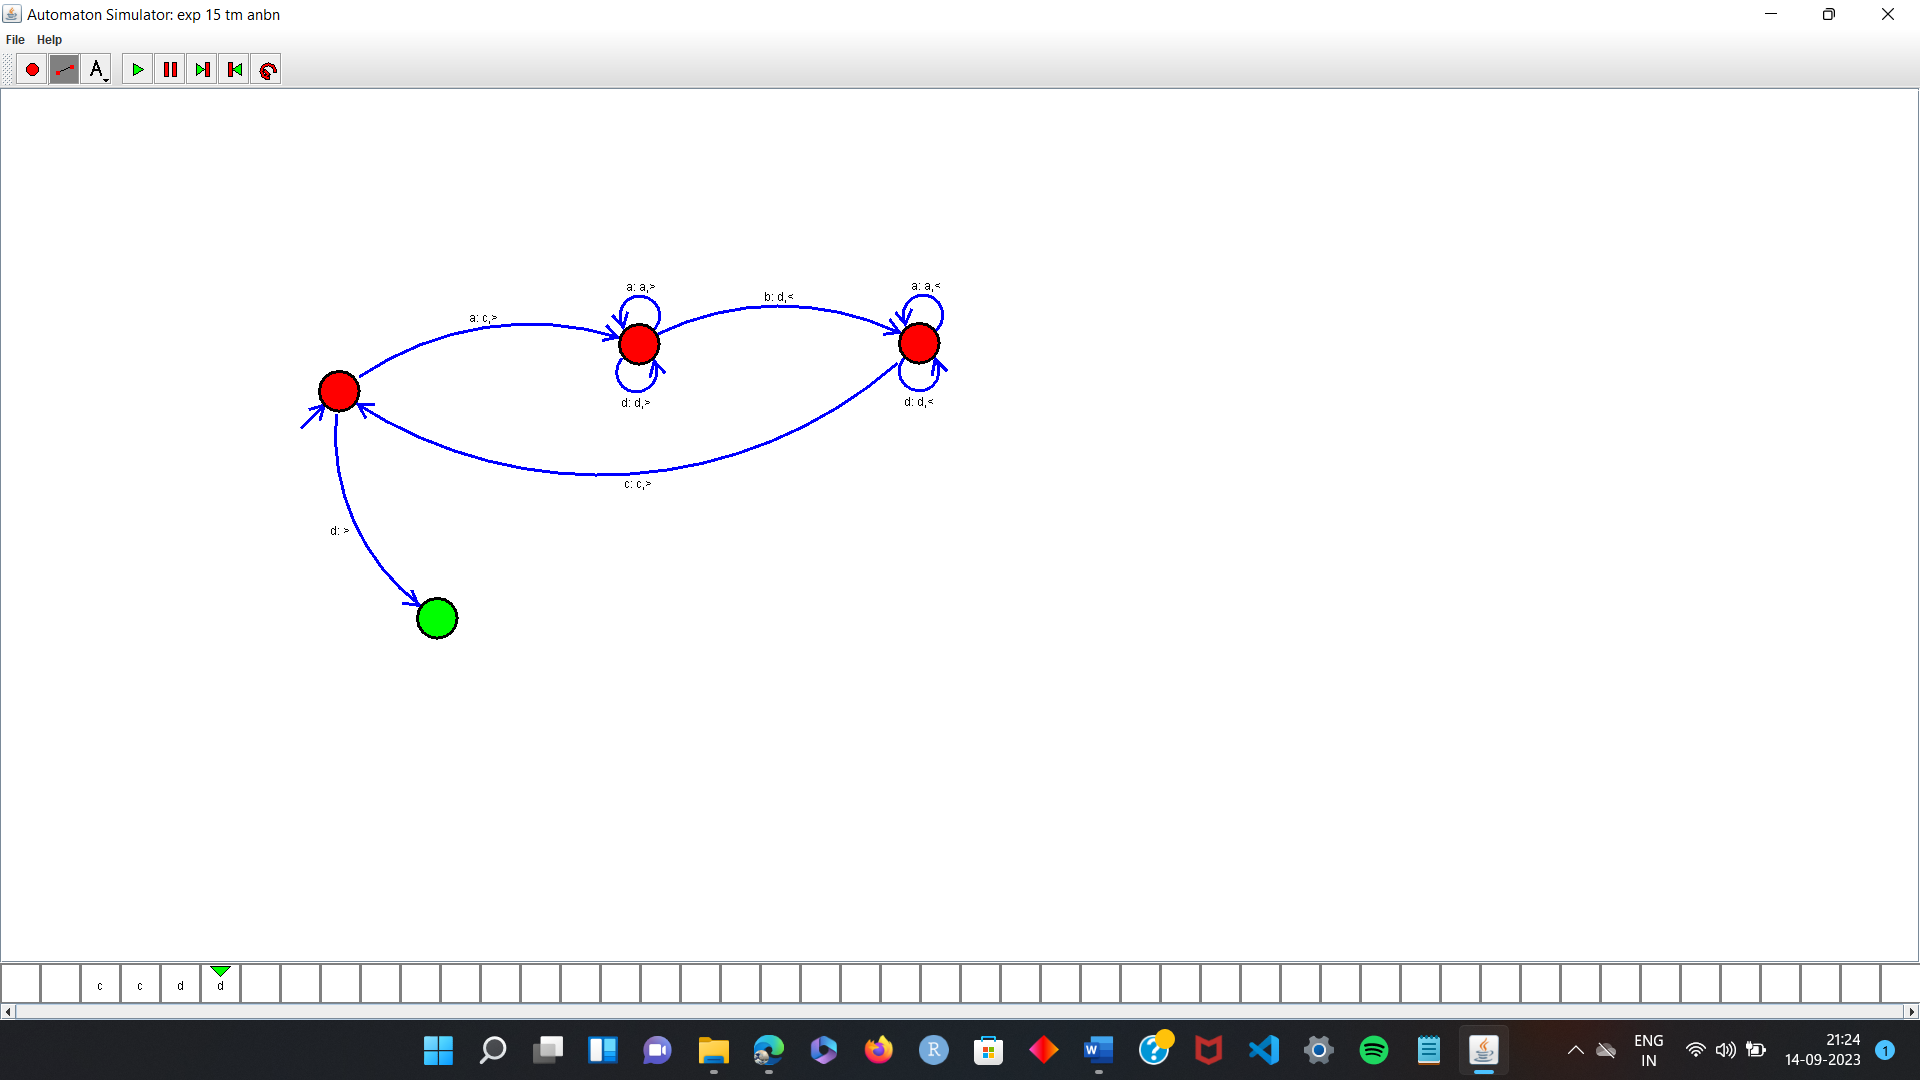 Automaton Simulator: exp 15 tm anbn
File Help
A
a: a,>
a: a,<
b: d,<
a: c,>
d: d,>
d: d,<
c: c,>
d: >
c c d d
R
W
?
ENG
IN
21:24
14-09-2023
1